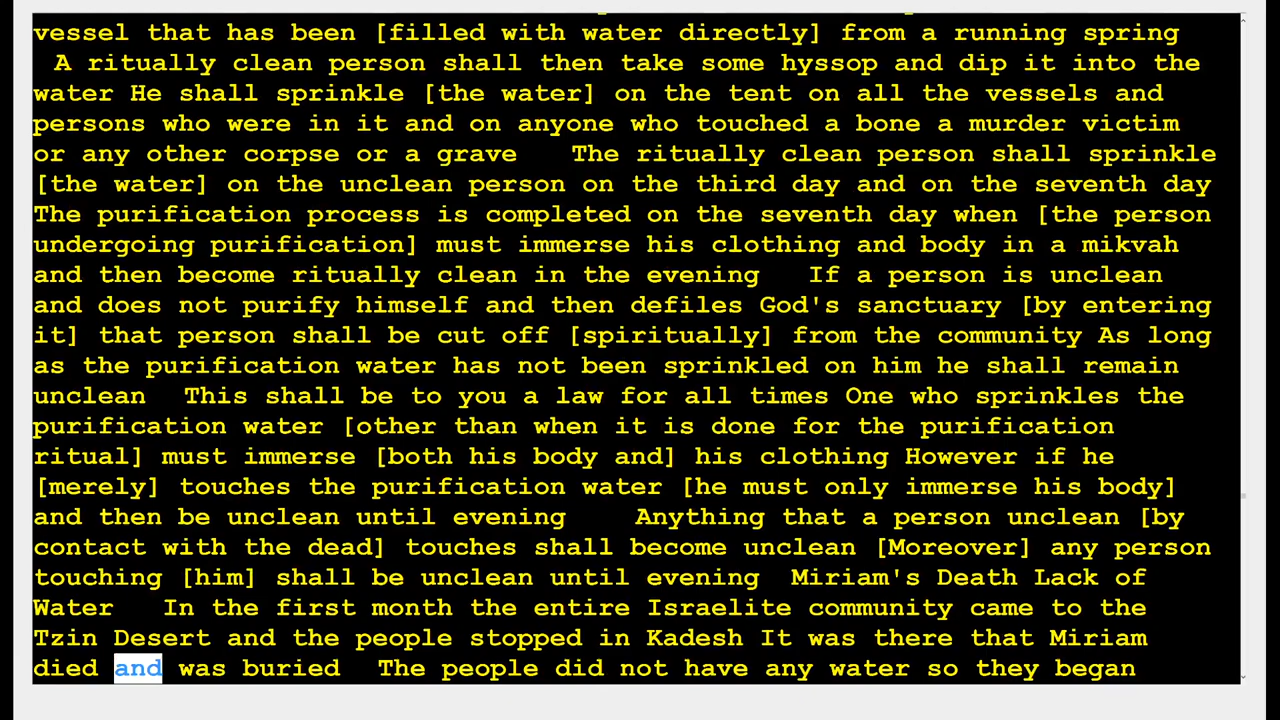 vessel that has been [filled with water directly] from a running spring
A ritually clean person shall then take some hyssop and dip it into the
water He shall sprinkle [the water] on the tent on all the vessels and
persons who were in it and on anyone who touched a bone a murder victim
or any other corpse or a grave The ritually clean person shall sprinkle
[the water] on the unclean person on the third day and on the seventh day
The purification process is completed on the seventh day when [the person
undergoing purification] must immerse his clothing and body in a mikvah
and then become ritually clean in the evening If a person is unclean
and does not purify himself and then defiles God's sanctuary [by entering
it] that person shall be cut off [spiritually] from the community As long
as the purification water has not been sprinkled on him he shall remain
unclean This shall be to you a law for all times One who sprinkles the
purification water [other than when it is done for the purification
ritual] must immerse [both his body and] his clothing However if he
[merely] touches the purification water [he must only immerse his body]
and then be unclean until evening Anything that a person unclean [by
contact with the dead] touches shall become unclean [Moreover] any person
touching [him] shall be unclean until evening Miriam's Death Lack of
Water In the first month the entire Israelite community came to the
Tzin Desert and the people stopped in Kadesh It was there that Miriam
died and was buried The people did not have any water so they began